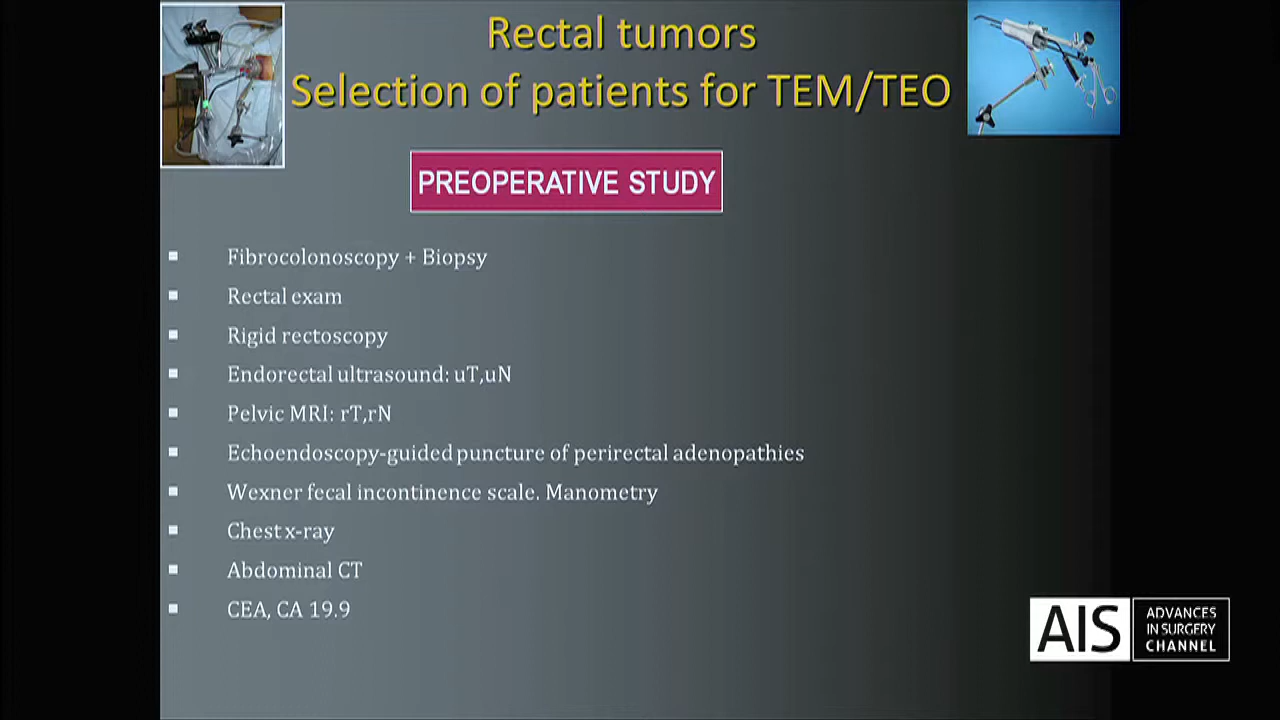 Rectal tumors
Selection of patients for TEM/TEO
PREOPERATIVE STUDY
Fibrocolonoscopy + Biopsy
Rectal exam
Rigid rectoscopy
Endorectal ultrasound: uT,uN
Pelvic MRI: rT,rN
Echoendoscopy-guided puncture of perirectal adenopathies
Wexner fecal incontinence scale. Manometry
Chest x-ray
Abdominal CT
CEA, CA 19.9
AIS
ADVANCES
IN SURGERY
CHANNEL